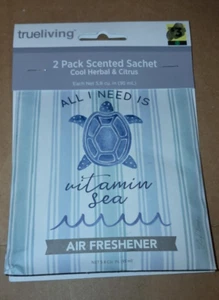 trueliving
2 Pack Scented Sachet
Cool Herbal & Citrus
ALL I NEED IS
vitamin
sea
AIR FRESHENER